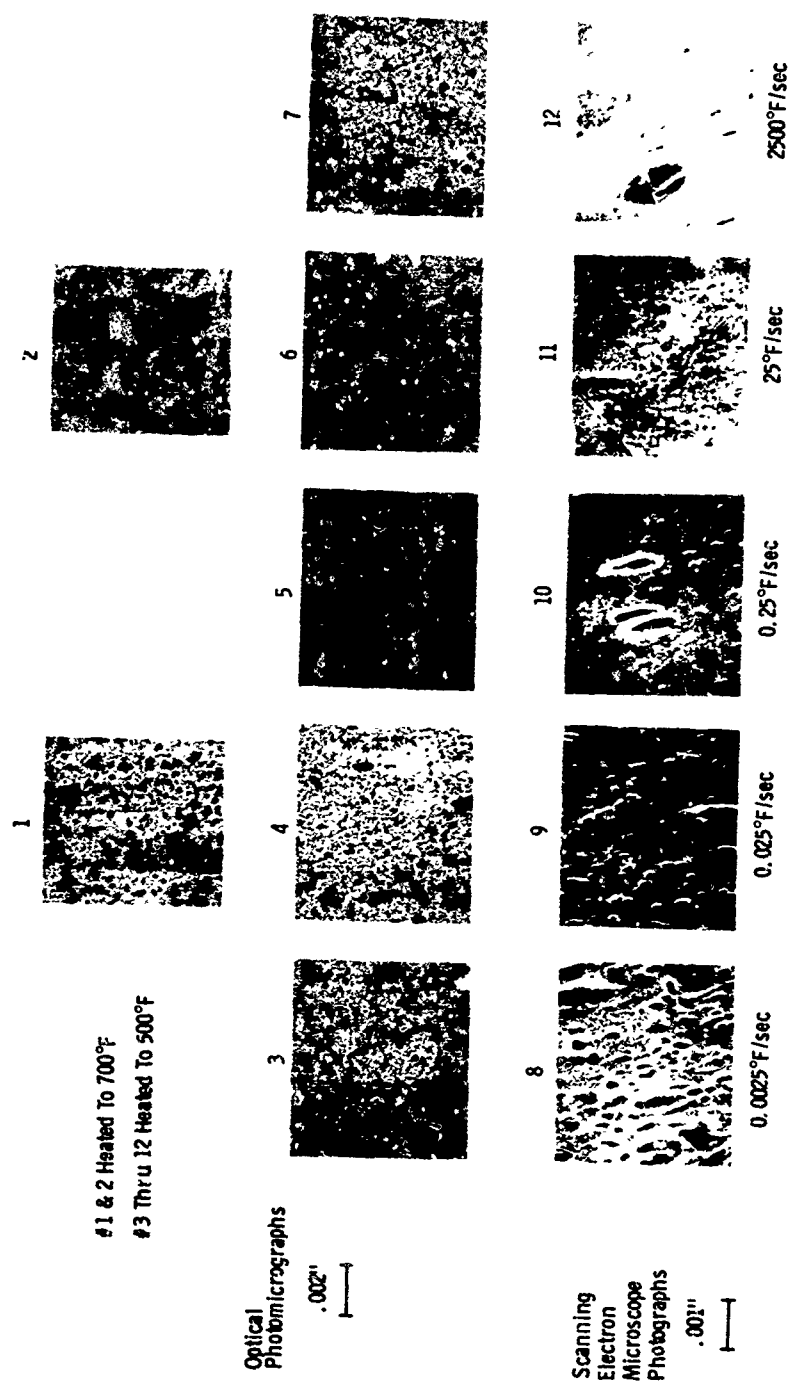 1
2
#1 & 2 Heated To 700°F
#3 Thru 12 Heated To 500°F
3
4
5
6
7
Optical
Photomicrographs
.002"
8
9
10
11
12
Scanning
Electron
Microscope
Photographs
.001"
0.0025°F/sec
0.025°F/sec
0.25°F/sec
25°F/sec
2500°F/sec